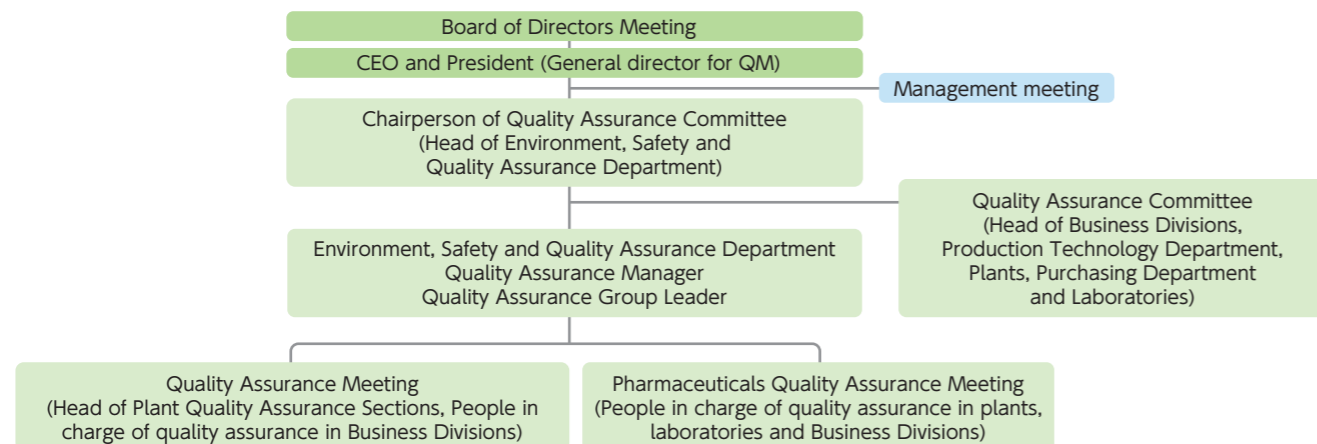 Board of Directors Meeting
CEO and President (General director for QM)
Management meeting
Chairperson of Quality Assurance Committee
(Head of Environment, Safety and
Quality Assurance Department)
Quality Assurance Committee
(Head of Business Divisions,
Production Technology Department,
Plants, Purchasing Department
and Laboratories)
Environment, Safety and Quality Assurance Department
Quality Assurance Manager
Quality Assurance Group Leader
Quality Assurance Meeting
(Head of Plant Quality Assurance Sections, People in
charge of quality assurance in Business Divisions)
Pharmaceuticals Quality Assurance Meeting
(People in charge of quality assurance in plants,
laboratories and Business Divisions)